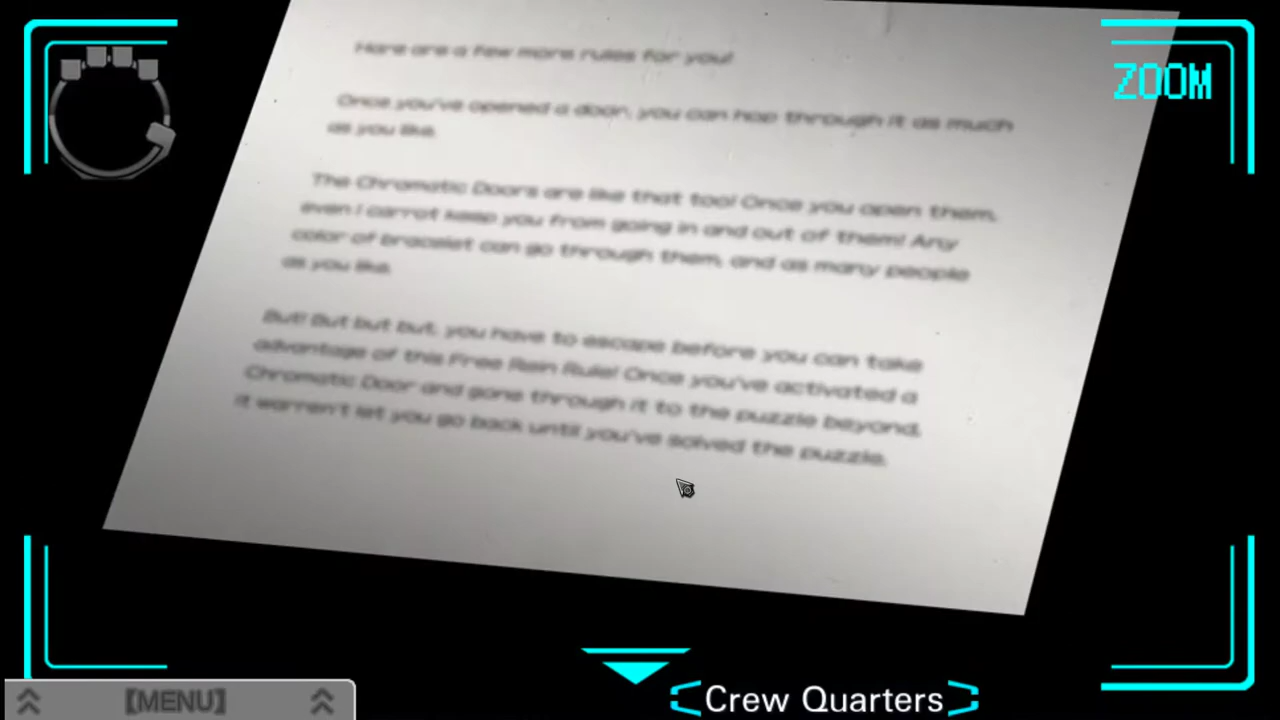 ZOOM
Hare are a few more rules for you!
Once you've opened a door, you can hop through it as much
as you like.
The Chromatic Doors are like that too! Once you open them,
even I carrot keep you from going in and out of them! Any
color of bracelet can go through them, and as many people
as you like.
But! But but but, you have to escape before you can take
advantage of this Free Rein Rule! Once you've activated a
Chromatic Door and gone through it to the puzzle beyond,
it warren't let you go back until you've solved the puzzle.
[MENU]
Crew Quarters